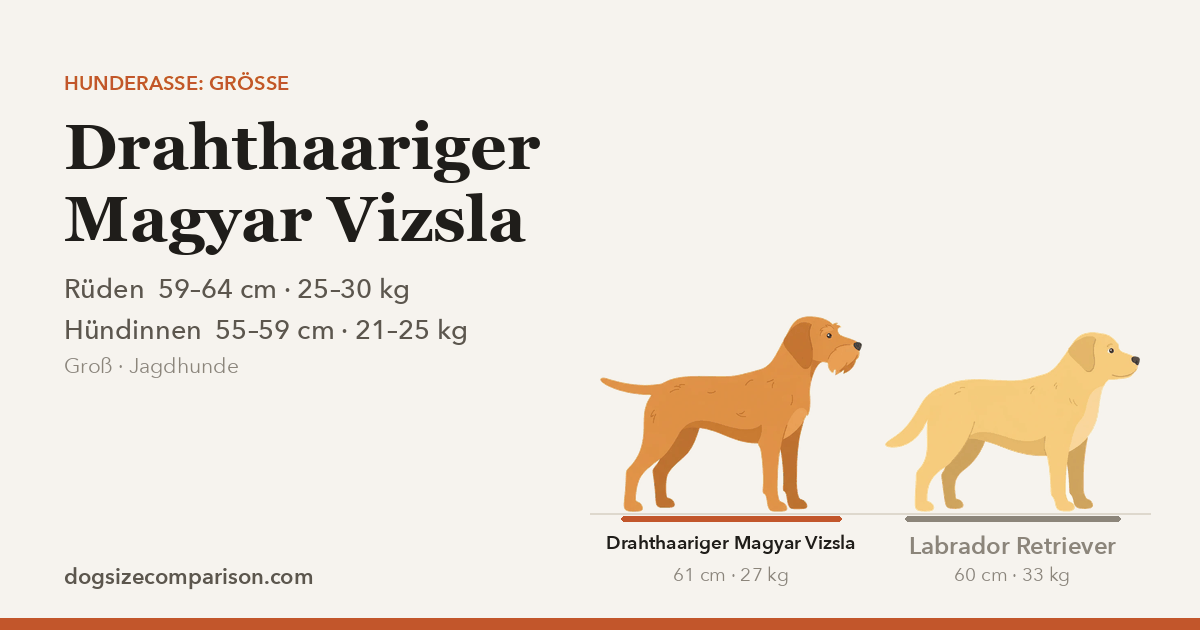 HUNDERASSE: GRÖSSE
Drahthaariger
Magyar Vizsla
Rüden 59–64 cm · 25–30 kg
Hündinnen 55–59 cm · 21–25 kg
Groß · Jagdhunde
Drahthaariger Magyar Vizsla
61 cm · 27 kg
Labrador Retriever
60 cm · 33 kg
dogsizecomparison.com